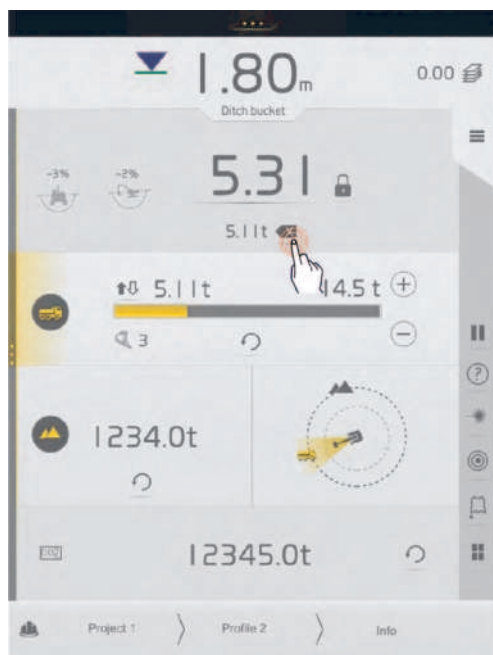 1.80m
0.00
Ditch bucket
-3%
-2%
5.31
5.11t
5.11t
14.5 t
3
?
1234.0t
12345.0t
Project 1
Profile 2
Info